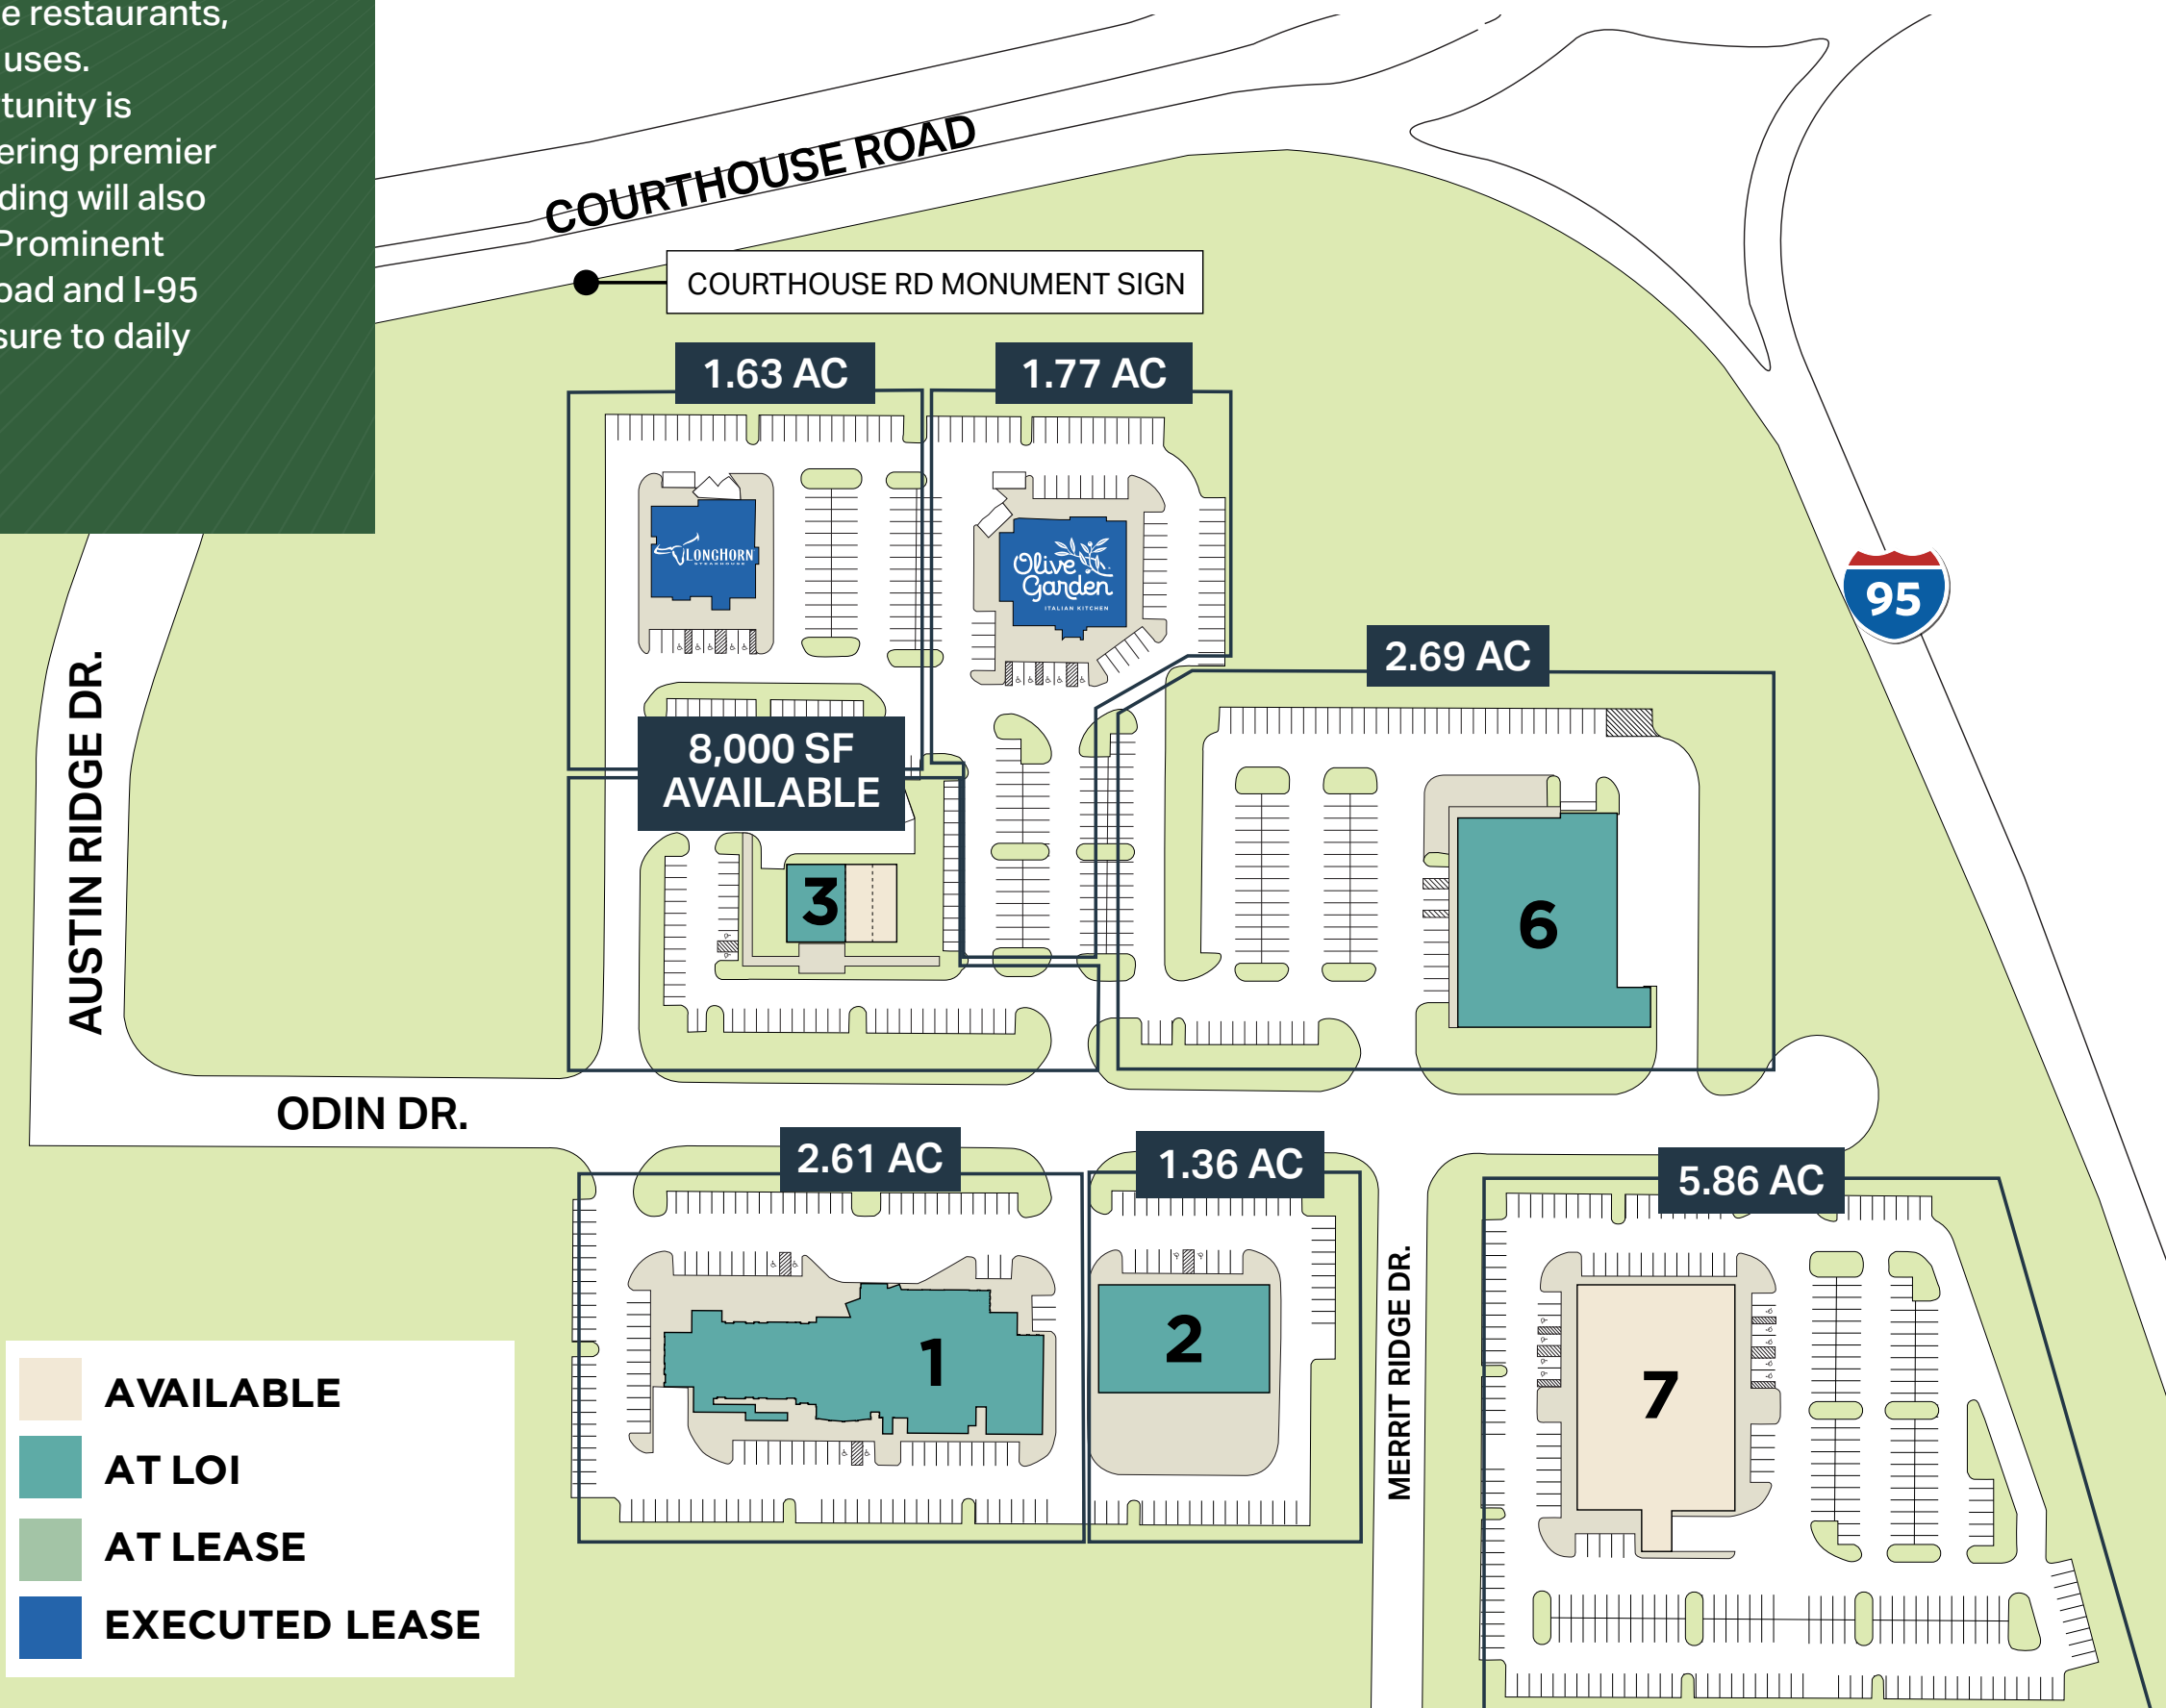 e restaurants,
uses.
tunity is
ering premier
ding will also
Prominent
oad and I-95
sure to daily
COURTHOUSE ROAD
COURTHOUSE RD MONUMENT SIGN
1.63 AC
1.77 AC
LONGHORN
STEAKHOUSE
Olive
Garden
ITALIAN KITCHEN
95
2.69 AC
8,000 SF
AVAILABLE
AUSTIN RIDGE DR.
3
6
ODIN DR.
2.61 AC
1.36 AC
5.86 AC
1
2
MERRIT RIDGE DR.
7
AVAILABLE
AT LOI
AT LEASE
EXECUTED LEASE